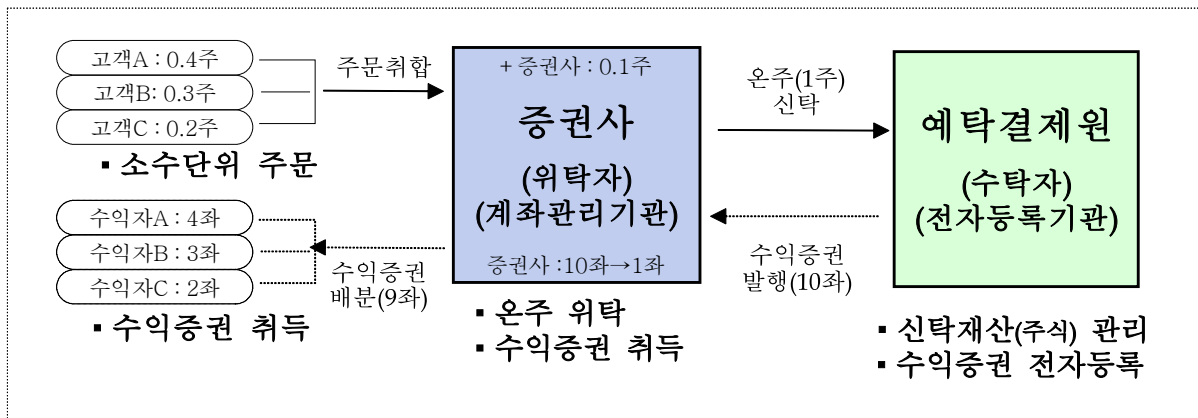 고객A : 0.4주
고객B: 0.3주
고객C : 0.2주
▪ 소수단위 주문
주문취합
+ 증권사 : 0.1주
증권사
(위탁자)
(계좌관리기관)
증권사 :10좌→1좌
▪ 온주 위탁
▪ 수익증권 취득
온주(1주)
신탁
예탁결제원
(수탁자)
(전자등록기관)
▪ 신탁재산(주식) 관리
▪ 수익증권 전자등록
수익증권
발행(10좌)
수익증권
배분(9좌)
수익자A : 4좌
수익자B : 3좌
수익자C : 2좌
▪ 수익증권 취득